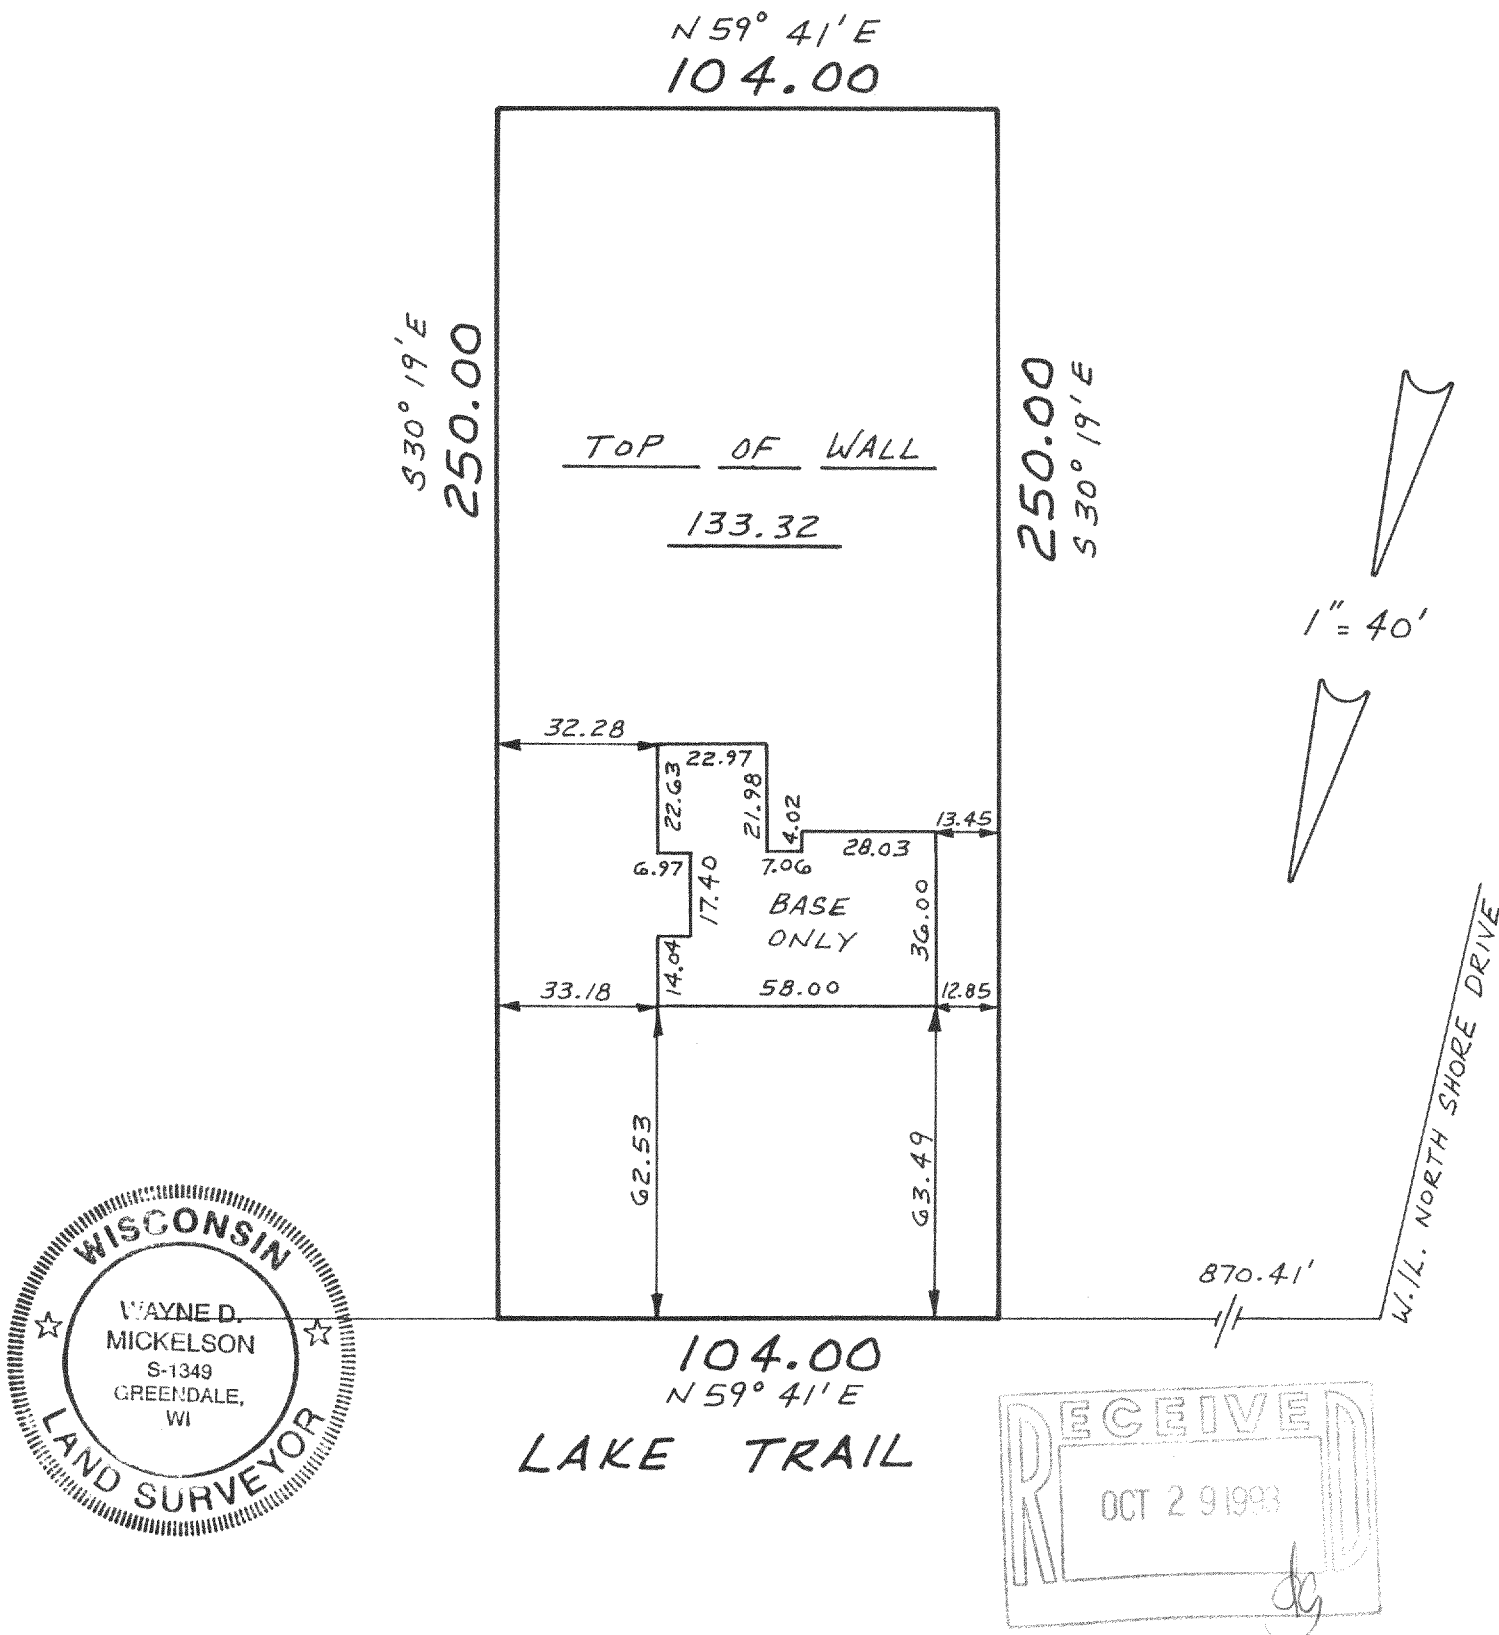 N 59° 41' E
104.00
S 30° 19' E
250.00
250.00
S 30° 19' E
TOP OF WALL
133.32
1" = 40'
32.28
22.97
22.63
21.98
4.02
13.45
28.03
6.97
7.06
17.40
BASE
ONLY
36.00
14.04
33.18
58.00
12.85
62.53
63.49
W.IL. NORTH SHORE DRIVE
870.41'
104.00
N 59° 41' E
LAKE TRAIL
WISCONSIN
WAYNE D.
MICKELSON
S-1349
GREENDALE,
WI
LAND SURVEYOR
RECEIVED
OCT 29 1993